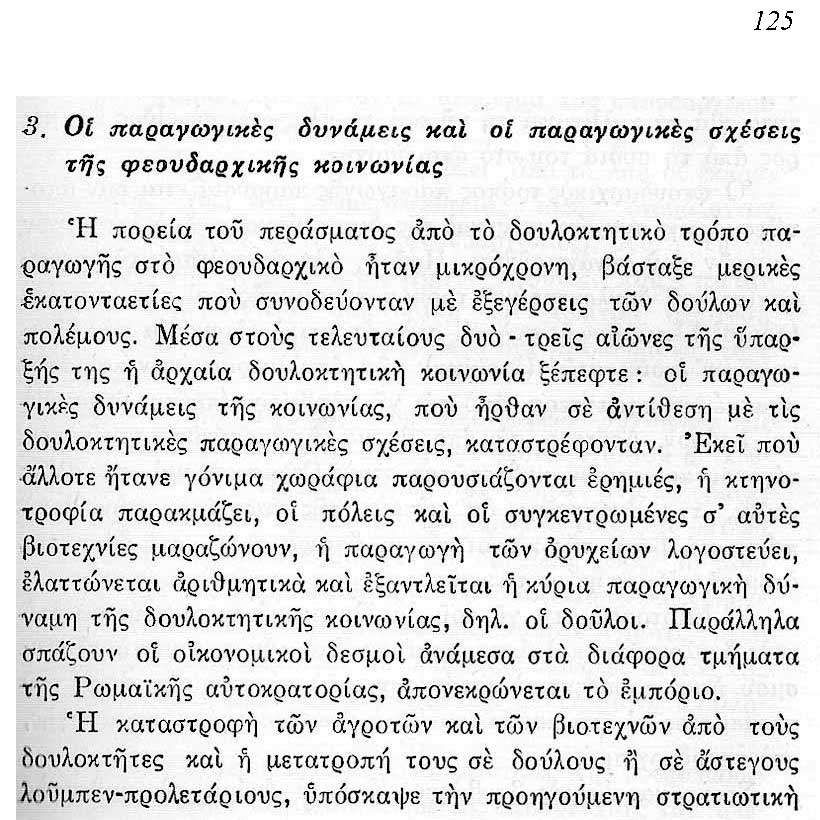 125
3. Οἱ παραγωγικὲς δυνάμεις καὶ οἱ παραγωγικὲς σχέσεις
τῆς φεουδαρχικῆς κοινωνίας
Ἡ πορεία τοῦ περάσματος ἀπὸ τὸ δουλοκτητικὸ τρόπο πα-
ραγωγῆς στὸ φεουδαρχικὸ ἦταν μικρόχρονη, βάσταξε μερικὲς
ἑκατονταετίες ποὺ συνοδεύονταν μὲ ἐξεγέρσεις τῶν δούλων καὶ
πολέμους. Μέσα στοὺς τελευταίους δυὸ - τρεῖς αἰῶνες τῆς ὕπαρ-
ξής της ἡ ἀρχαία δουλοκτητικὴ κοινωνία ξέπεφτε : οἱ παραγω-
γικὲς δυνάμεις τῆς κοινωνίας, ποὺ ἦρθαν σὲ ἀντίθεση μὲ τὶς
δουλοκτητικὲς παραγωγικὲς σχέσεις, καταστρέφονταν. Ἐκεῖ ποὺ
ἄλλοτε ἤτανε γόνιμα χωράφια παρουσιάζονται ἐρημιές, ἡ κτηνο-
τροφία παρακμάζει, οἱ πόλεις καὶ οἱ συγκεντρωμένες σ' αὐτὲς
βιοτεχνίες μαραζώνουν, ἡ παραγωγὴ τῶν ὀρυχείων λογοστεύει,
ἐλαττώνεται ἀριθμητικὰ καὶ ἐξαντλεῖται ἡ κύρια παραγωγικὴ δύ-
ναμη τῆς δουλοκτητικῆς κοινωνίας, δηλ. οἱ δοῦλοι. Παράλληλα
σπάζουν οἱ οἰκονομικοὶ δεσμοὶ ἀνάμεσα στὰ διάφορα τμήματα
τῆς Ρωμαϊκῆς αὐτοκρατορίας, ἀπονεκρώνεται τὸ ἐμπόριο.
Ἡ καταστροφὴ τῶν ἀγροτῶν καὶ τῶν βιοτεχνῶν ἀπὸ τοὺς
δουλοκτῆτες καὶ ἡ μετατροπή τους σὲ δούλους ἢ σὲ ἄστεγους
λοῦμπεν-προλετάριους, ὑπόσκαψε τὴν προηγούμενη στρατιωτικὴ